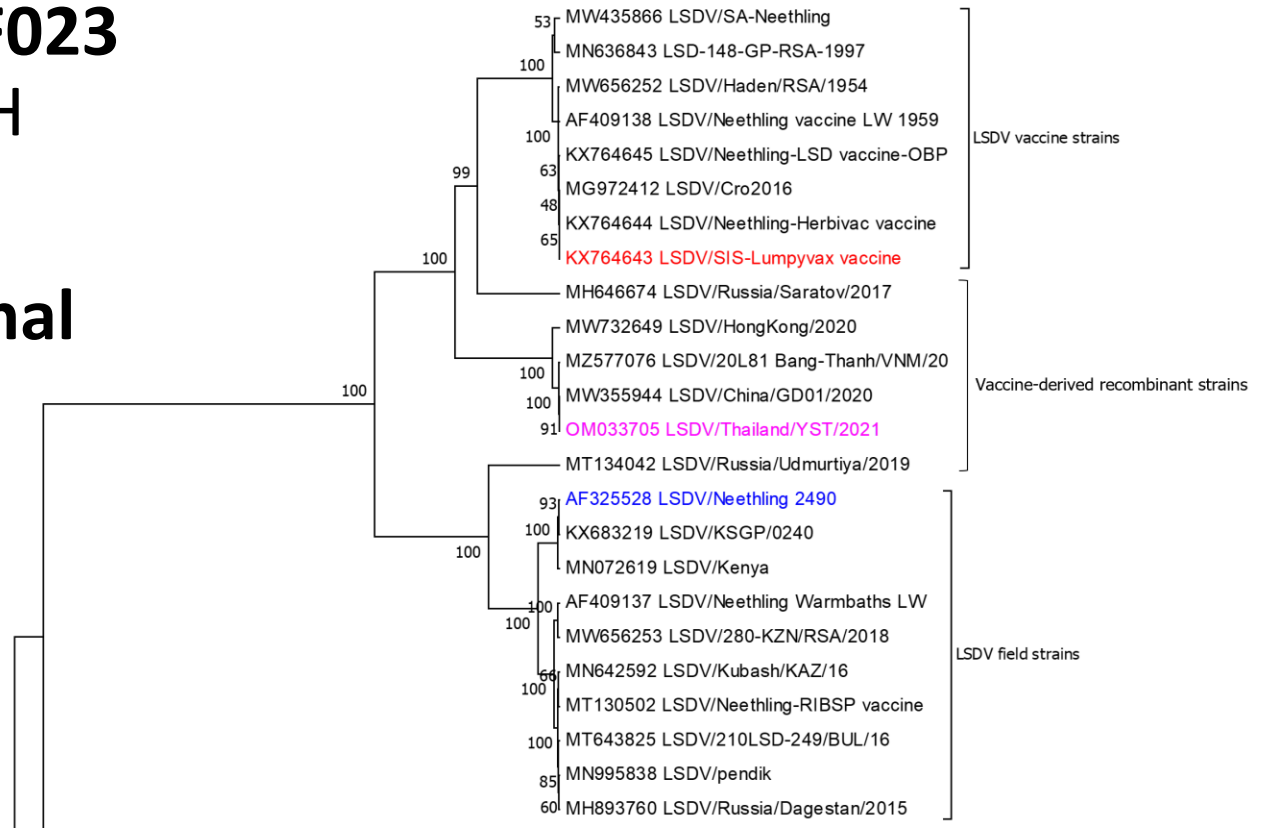 F023
H
nal
53
MW435866 LSDV/SA-Neethling
MN636843 LSD-148-GP-RSA-1997
100
MW656252 LSDV/Haden/RSA/1954
AF409138 LSDV/Neethling vaccine LW 1959
100
LSDV vaccine strains
KX764645 LSDV/Neethling-LSD vaccine-OBP
63
MG972412 LSDV/Cro2016
99
48
KX764644 LSDV/Neethling-Herbivac vaccine
65
KX764643 LSDV/SIS-Lumpyvax vaccine
100
MH646674 LSDV/Russia/Saratov/2017
MW732649 LSDV/HongKong/2020
MZ577076 LSDV/20L81 Bang-Thanh/VNM/20
100
Vaccine-derived recombinant strains
MW355944 LSDV/China/GD01/2020
100
100
OM033705 LSDV/Thailand/YST/2021
91
MT134042 LSDV/Russia/Udmurtiya/2019
93
AF325528 LSDV/Neethling 2490
100
KX683219 LSDV/KSGP/0240
100
MN072619 LSDV/Kenya
AF409137 LSDV/Neethling Warmbaths LW
100
100
MW656253 LSDV/280-KZN/RSA/2018
LSDV field strains
MN642592 LSDV/Kubash/KAZ/16
66
100
MT130502 LSDV/Neethling-RIBSP vaccine
MT643825 LSDV/210LSD-249/BUL/16
100
MN995838 LSDV/pendik
85
60
MH893760 LSDV/Russia/Dagestan/2015